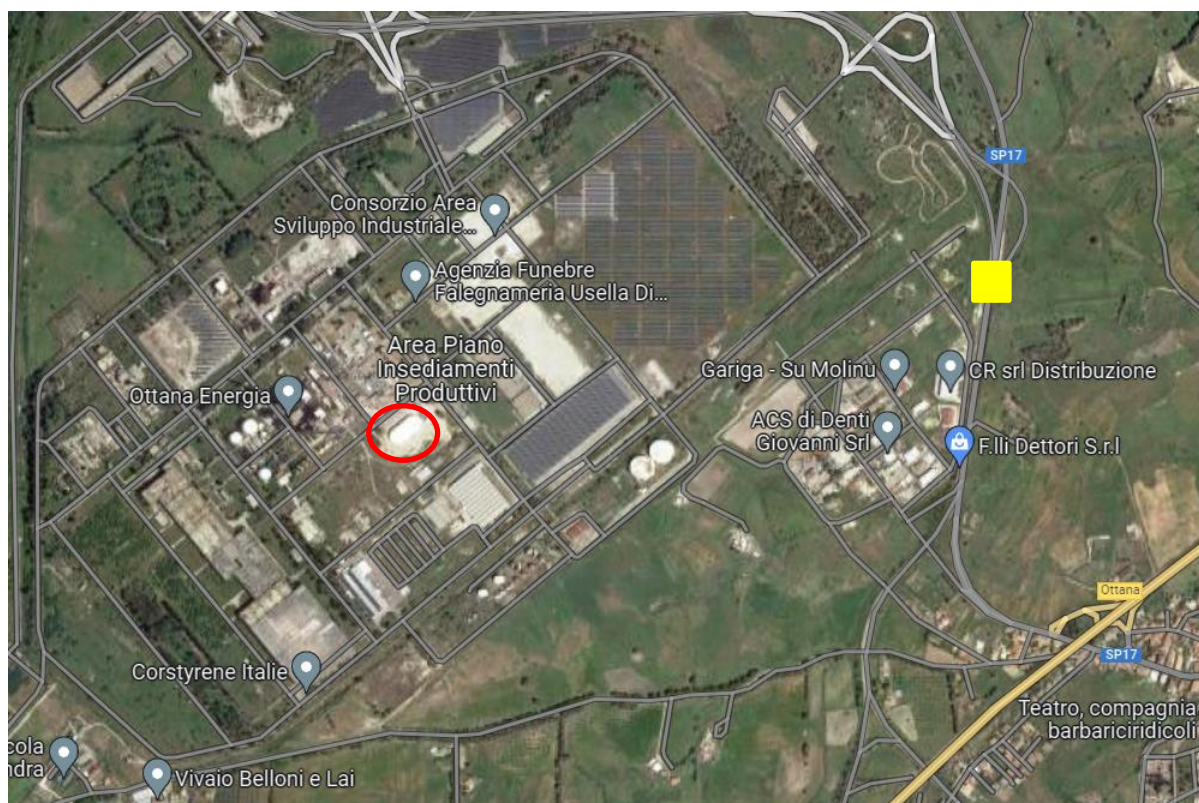 SP17
Consorzio Area
Sviluppo Industriale...
Agenzia Funebre
Falegnameria Usella Di...
Area Piano
Insediamenti
Produttivi
Ottana Energia
Gariga - Su Molinu
CR srl Distribuzione
ACS di Denti
Giovanni Srl
F.lli Dettori S.r.l
Ottana
SP17
Corstyrene Italie
Teatro, compagnia
barbariciridicoli
cola
ndra
Vivaio Belloni e Lai